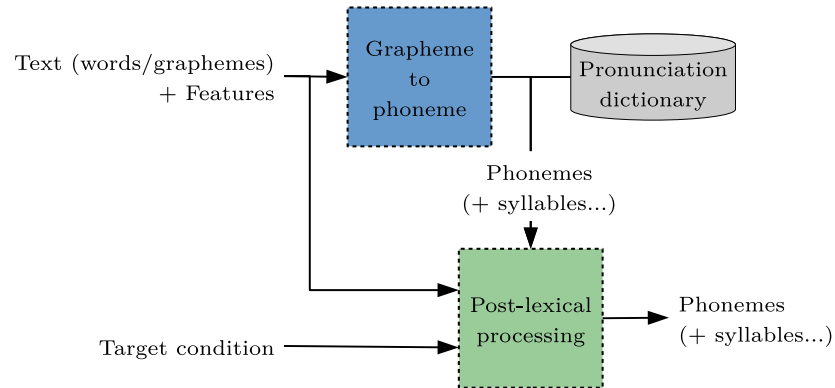 Text (words/graphemes)
+ Features
Grapheme
to
phoneme
Pronunciation
dictionary
Phonemes
(+ syllables...)
Target condition
Post-lexical
processing
Phonemes
(+ syllables...)